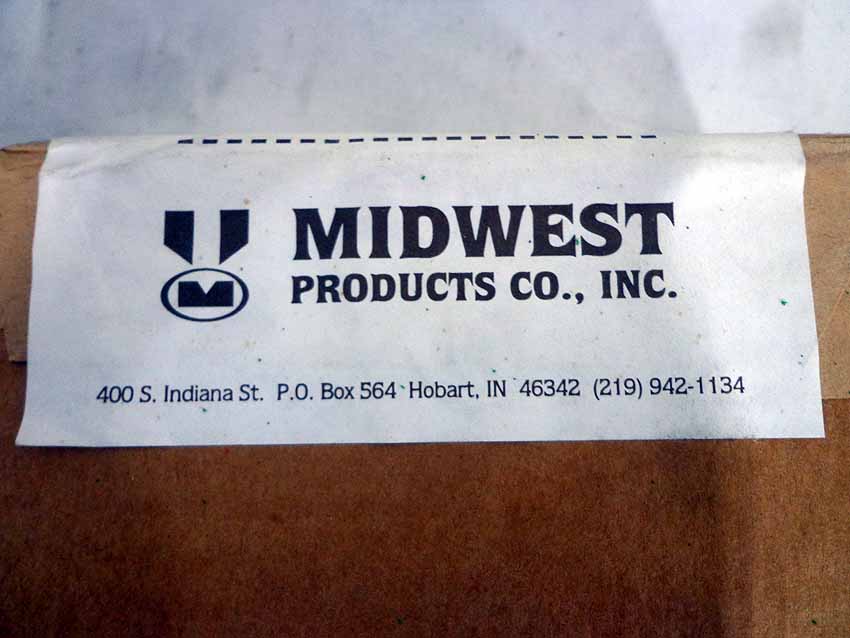 MIDWEST
PRODUCTS CO., INC.
M
400 S. Indiana St. P.O. Box 564 Hobart, IN 46342 (219) 942-1134